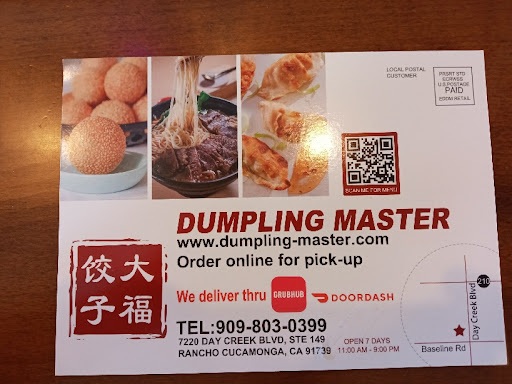 LOCAL POSTAL
CUSTOMER
PRSRT STD
ECRWSS
U.S POSTAGE
PAID
EDDM RETAIL
SCAN ME FOR MENU
DUMPLING MASTER
www.dumpling-master.com
Order online for pick-up
大福
饺子
We deliver thru GRUBHUB DOORDASH
TEL:909-803-0399
7220 DAY CREEK BLVD, STE 149
RANCHO CUCAMONGA, CA 91739
OPEN 7 DAYS
11:00 AM - 9:00 PM
210
Day Creek Blvd
Baseline Rd